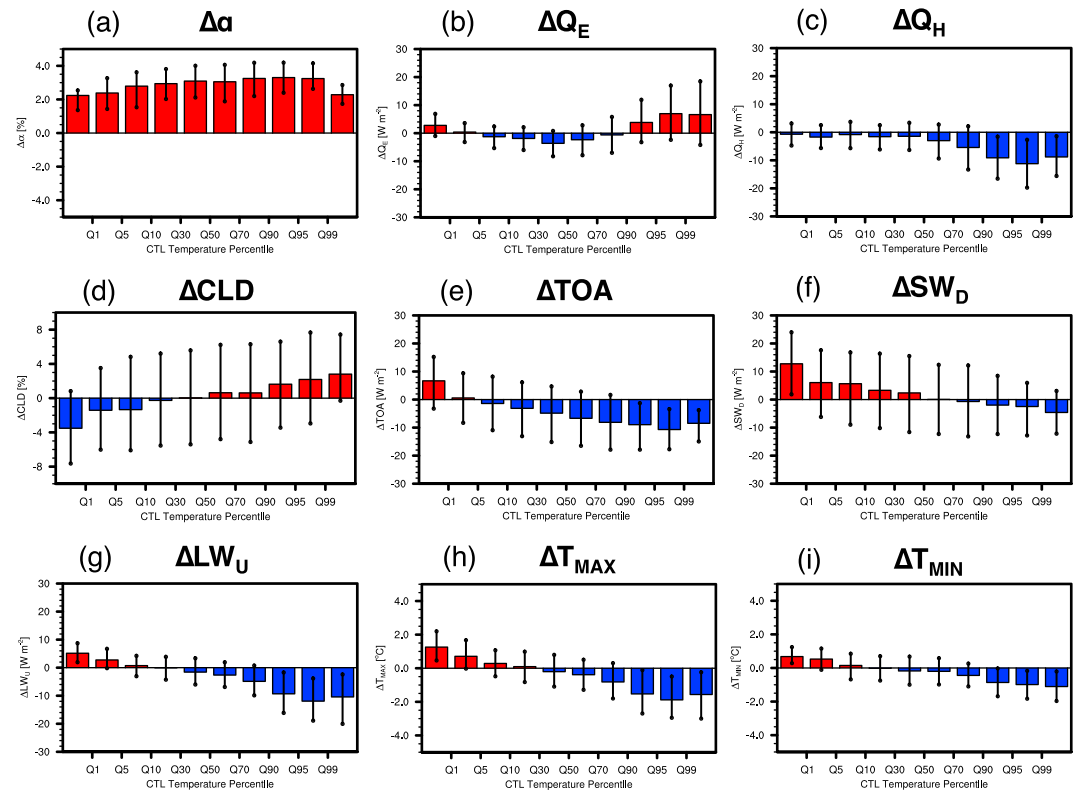 (a) Δα
4.0
2.0
0.0
-2.0
-4.0
Δα [%]
Q1 Q5 Q10 Q30 Q50 Q70 Q90 Q95 Q99
CTL Temperature Percentile
(b) ΔQE
30
20
10
0
-10
-20
-30
ΔQE [W m-2]
Q1 Q5 Q10 Q30 Q50 Q70 Q90 Q95 Q99
CTL Temperature Percentile
(c) ΔQH
30
20
10
0
-10
-20
-30
ΔQH [W m-2]
Q1 Q5 Q10 Q30 Q50 Q70 Q90 Q95 Q99
CTL Temperature Percentile
(d) ΔCLD
8
4
0
-4
-8
ΔCLD [%]
Q1 Q5 Q10 Q30 Q50 Q70 Q90 Q95 Q99
CTL Temperature Percentile
(e) ΔTOA
30
20
10
0
-10
-20
-30
ΔTOA [W m-2]
Q1 Q5 Q10 Q30 Q50 Q70 Q90 Q95 Q99
CTL Temperature Percentile
(f) ΔSWD
30
20
10
0
-10
-20
-30
ΔSWD [W m-2]
Q1 Q5 Q10 Q30 Q50 Q70 Q90 Q95 Q99
CTL Temperature Percentile
(g) ΔLWU
30
20
10
0
-10
-20
-30
ΔLWU [W m-2]
Q1 Q5 Q10 Q30 Q50 Q70 Q90 Q95 Q99
CTL Temperature Percentile
(h) ΔTMAX
4.0
2.0
0.0
-2.0
-4.0
ΔTMAX [°C]
Q1 Q5 Q10 Q30 Q50 Q70 Q90 Q95 Q99
CTL Temperature Percentile
(i) ΔTMIN
4.0
2.0
0.0
-2.0
-4.0
ΔTMIN [°C]
Q1 Q5 Q10 Q30 Q50 Q70 Q90 Q95 Q99
CTL Temperature Percentile